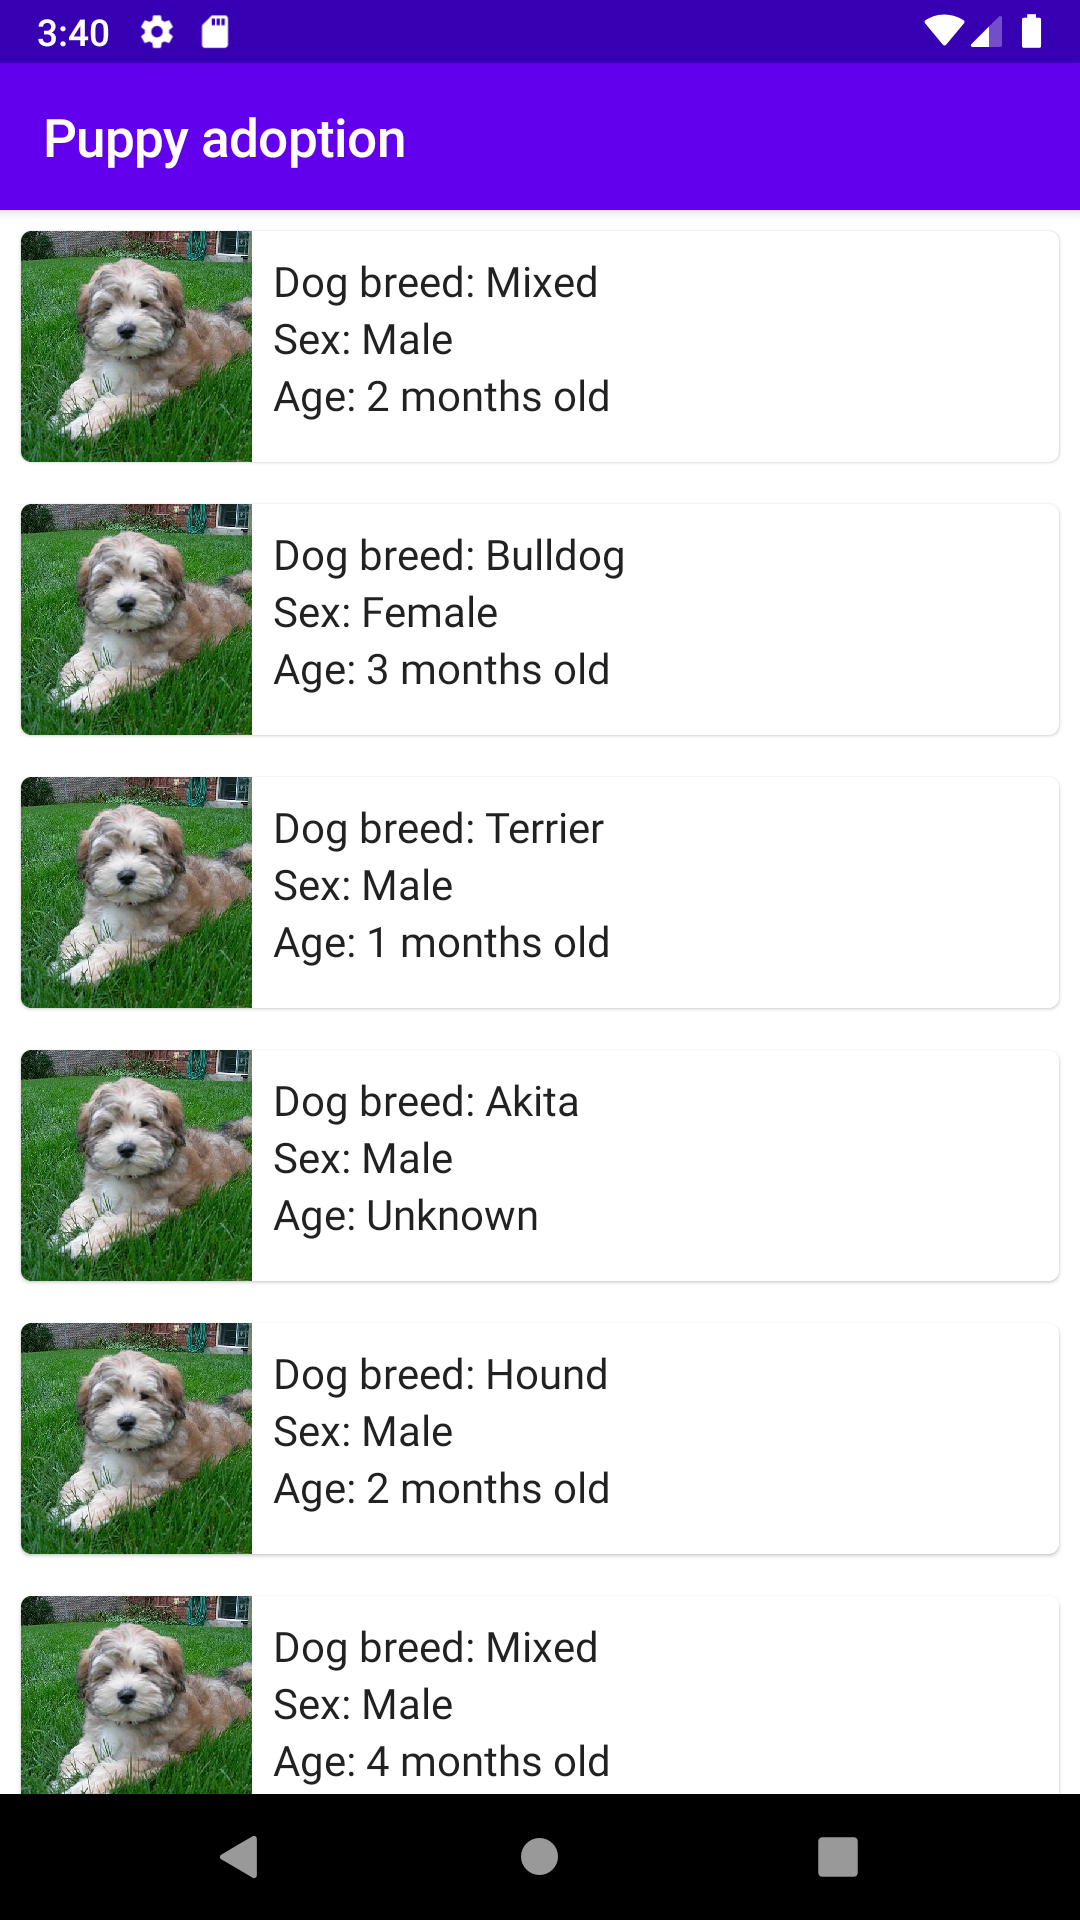 3:40
Puppy adoption
Dog breed: Mixed
Sex: Male
Age: 2 months old
Dog breed: Bulldog
Sex: Female
Age: 3 months old
Dog breed: Terrier
Sex: Male
Age: 1 months old
Dog breed: Akita
Sex: Male
Age: Unknown
Dog breed: Hound
Sex: Male
Age: 2 months old
Dog breed: Mixed
Sex: Male
Age: 4 months old